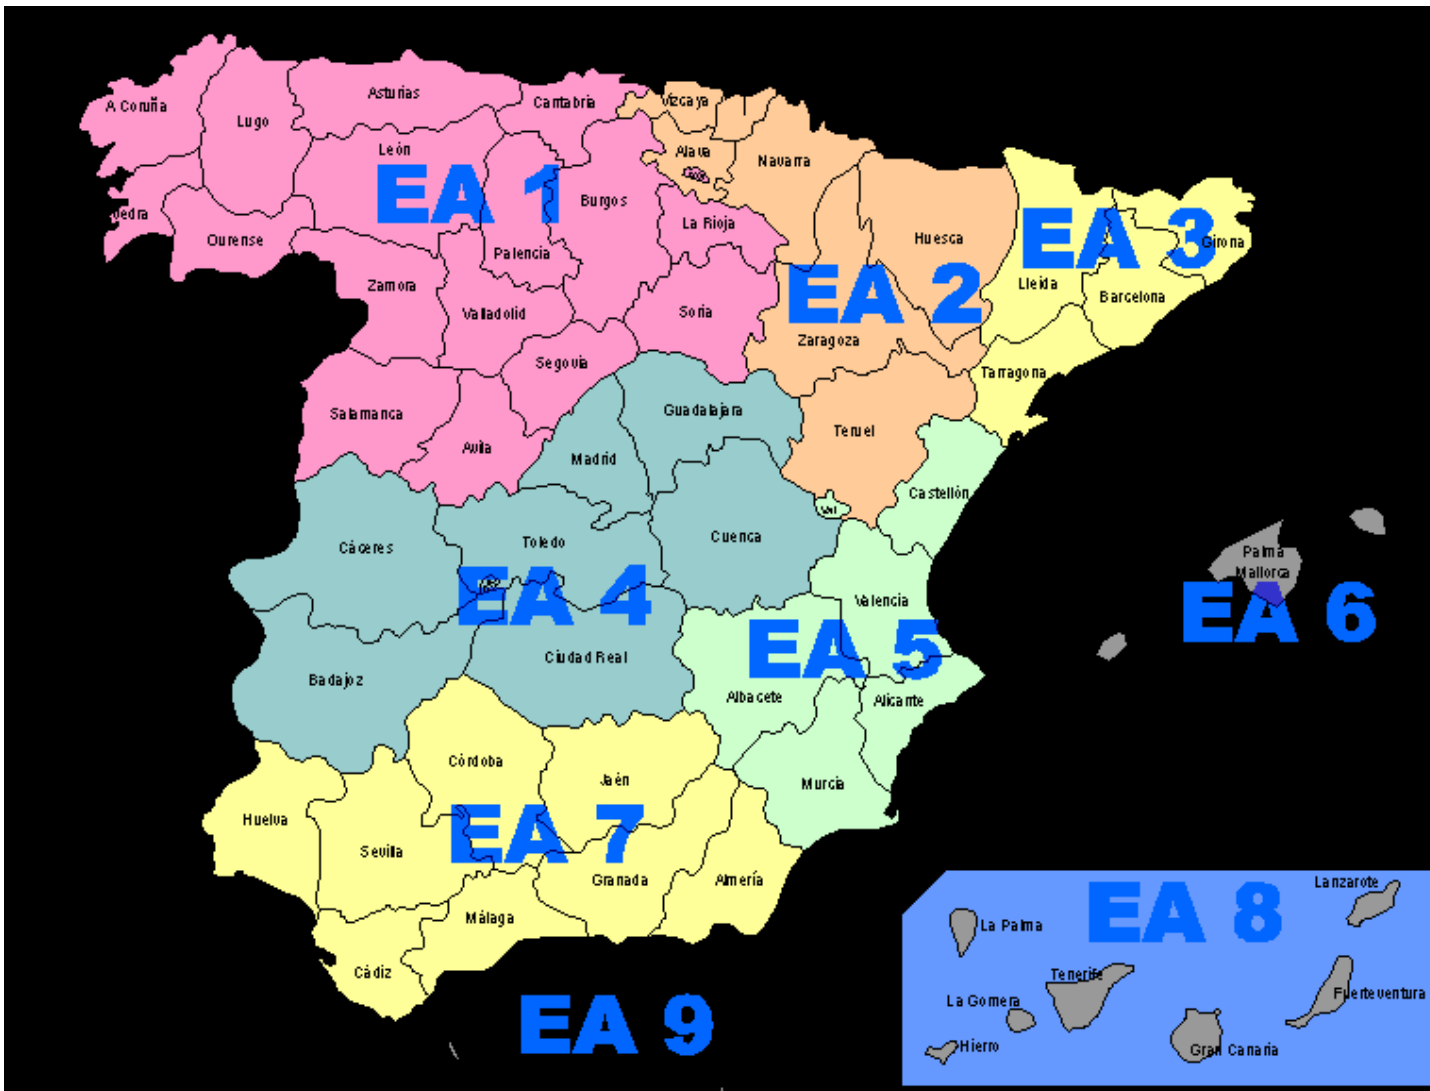 Asturias
Cantabria
Vizcaya
A Coruña
Lugo
León
Alava
Navarra
EA 1
Burgos
vedra
La Rioja
Ourense
Palencia
Huesca
EA 3
Girona
Zamora
EA 2
Lleida
Barcelona
Valladolid
Soria
Zaragoza
Segovia
Tarragona
Salamanca
Guadalajara
Teruel
Avila
Madrid
Castellón
Val
Cáceres
Toledo
Cuenca
Palma
Mallorca
EA 4
Valencia
EA 6
EA 5
Ciudad Real
Badajoz
Albacete
Alicante
Córdoba
Jaén
Murcia
Huelva
EA 7
Sevilla
Granada
Almería
Málaga
Cádiz
EA 9
EA 8
Lanzarote
La Palma
Tenerife
Fuerteventura
La Gomera
Hierro
Gran Canaria